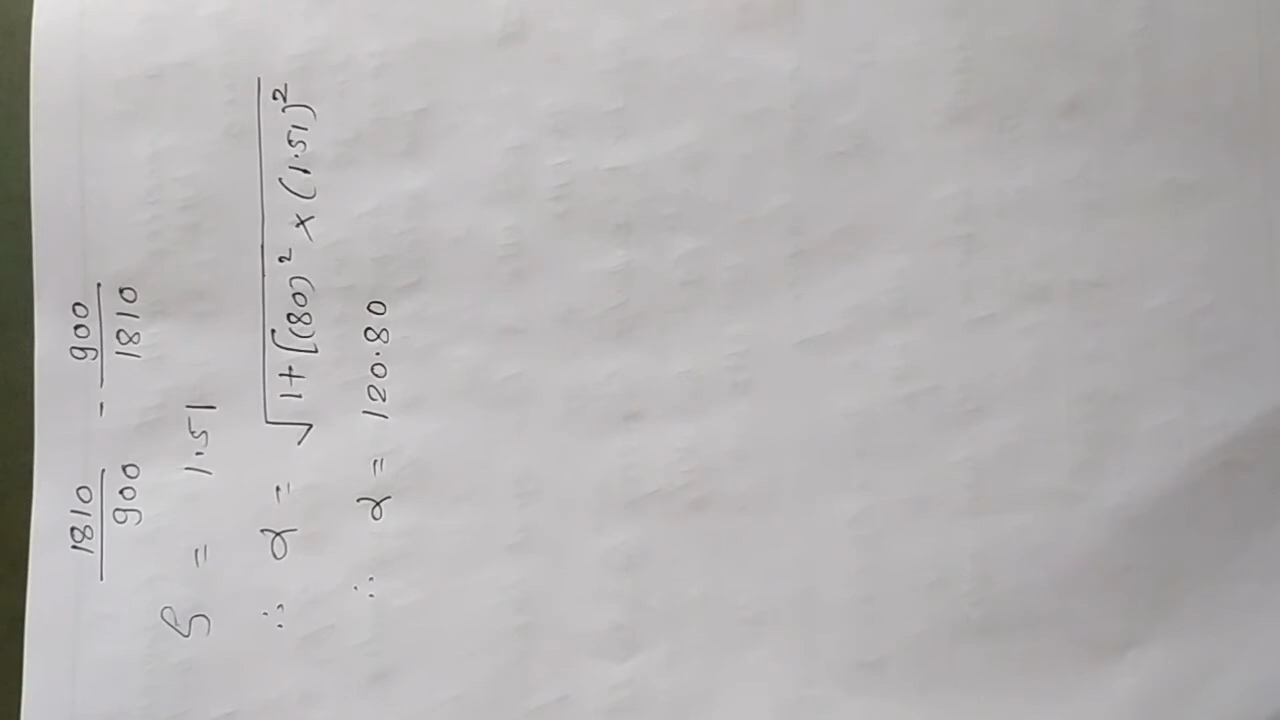 1810/900 - 900/1810
ϱ = 1.51
∴ α = √1+[(80)² × (1.51)²
∴ α = 120.80